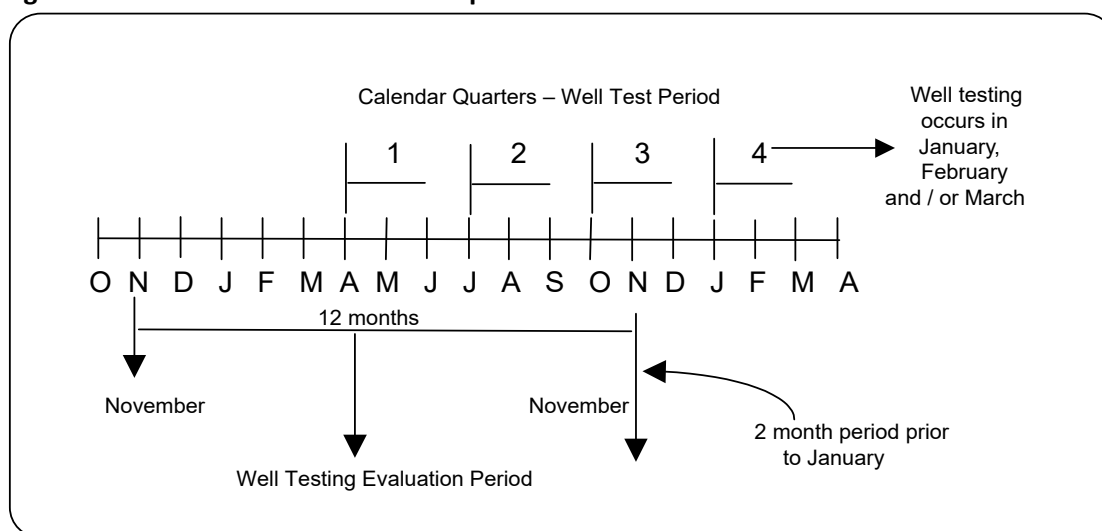 Calendar Quarters – Well Test Period
Well testing
occurs in
January,
February
and / or March
1 2 3 4
O N D J F M A M J J A S O N D J F M A
12 months
November
November
2 month period prior
to January
Well Testing Evaluation Period